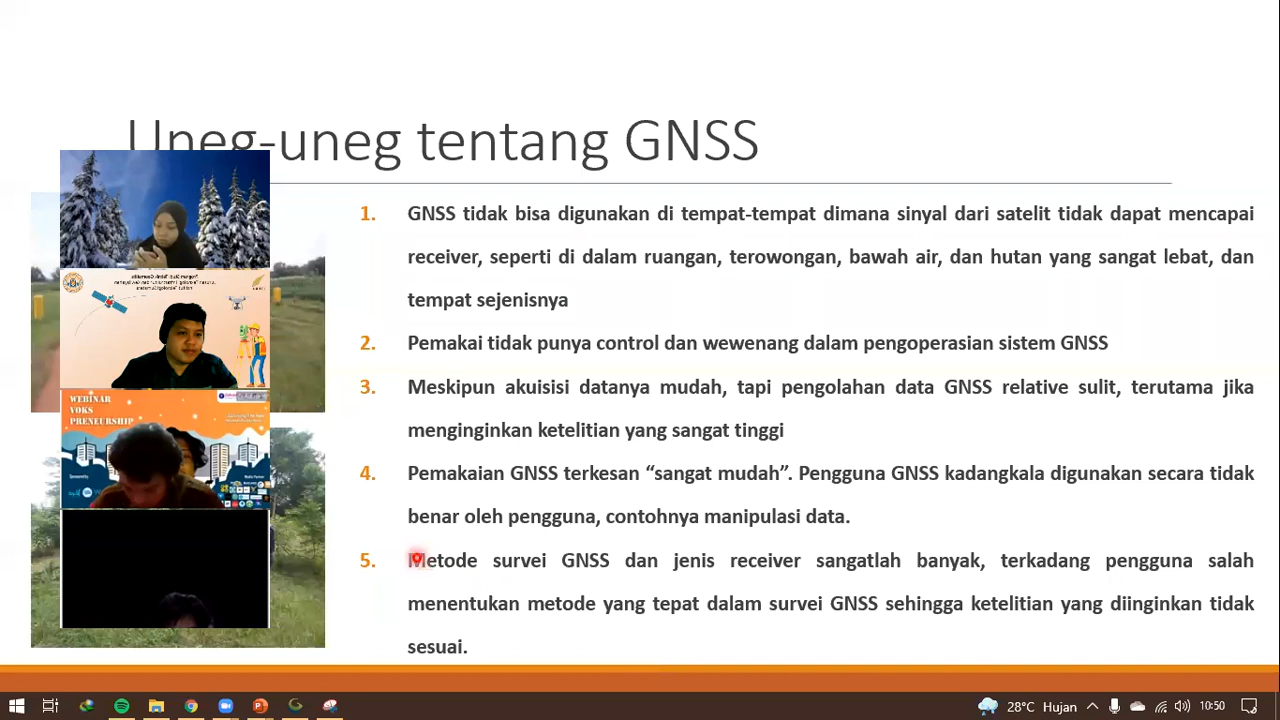 Uneg-uneg tentang GNSS
1. GNSS tidak bisa digunakan di tempat-tempat dimana sinyal dari satelit tidak dapat mencapai
receiver, seperti di dalam ruangan, terowongan, bawah air, dan hutan yang sangat lebat, dan
tempat sejenisnya
2. Pemakai tidak punya control dan wewenang dalam pengoperasian sistem GNSS
3. Meskipun akuisisi datanya mudah, tapi pengolahan data GNSS relative sulit, terutama jika
menginginkan ketelitian yang sangat tinggi
4. Pemakaian GNSS terkesan “sangat mudah”. Pengguna GNSS kadangkala digunakan secara tidak
benar oleh pengguna, contohnya manipulasi data.
5. Metode survei GNSS dan jenis receiver sangatlah banyak, terkadang pengguna salah
menentukan metode yang tepat dalam survei GNSS sehingga ketelitian yang diinginkan tidak
sesuai.
WEBINAR
VOKS
PRENEURSHIP
28°C Hujan
10:50